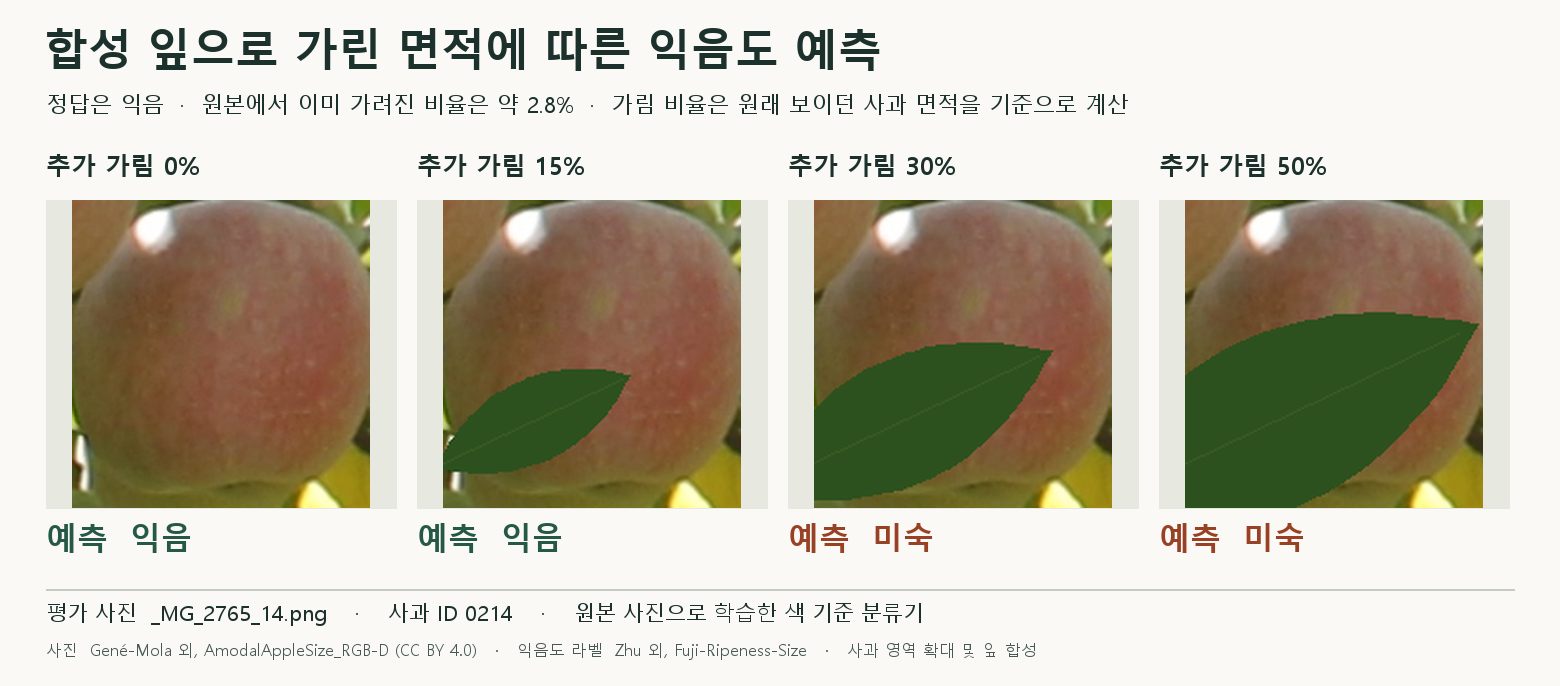 합성 잎으로 가린 면적에 따른 익음도 예측
정답은 익음 · 원본에서 이미 가려진 비율은 약 2.8% · 가림 비율은 원래 보이던 사과 면적을 기준으로 계산
추가 가림 0%
추가 가림 15%
추가 가림 30%
추가 가림 50%
예측 익음
예측 익음
예측 미숙
예측 미숙
평가 사진 _MG_2765_14.png · 사과 ID 0214 · 원본 사진으로 학습한 색 기준 분류기
사진 Gené-Mola 외, AmodalAppleSize_RGB-D (CC BY 4.0) · 익음도 라벨 Zhu 외, Fuji-Ripeness-Size · 사과 영역 확대 및 잎 합성